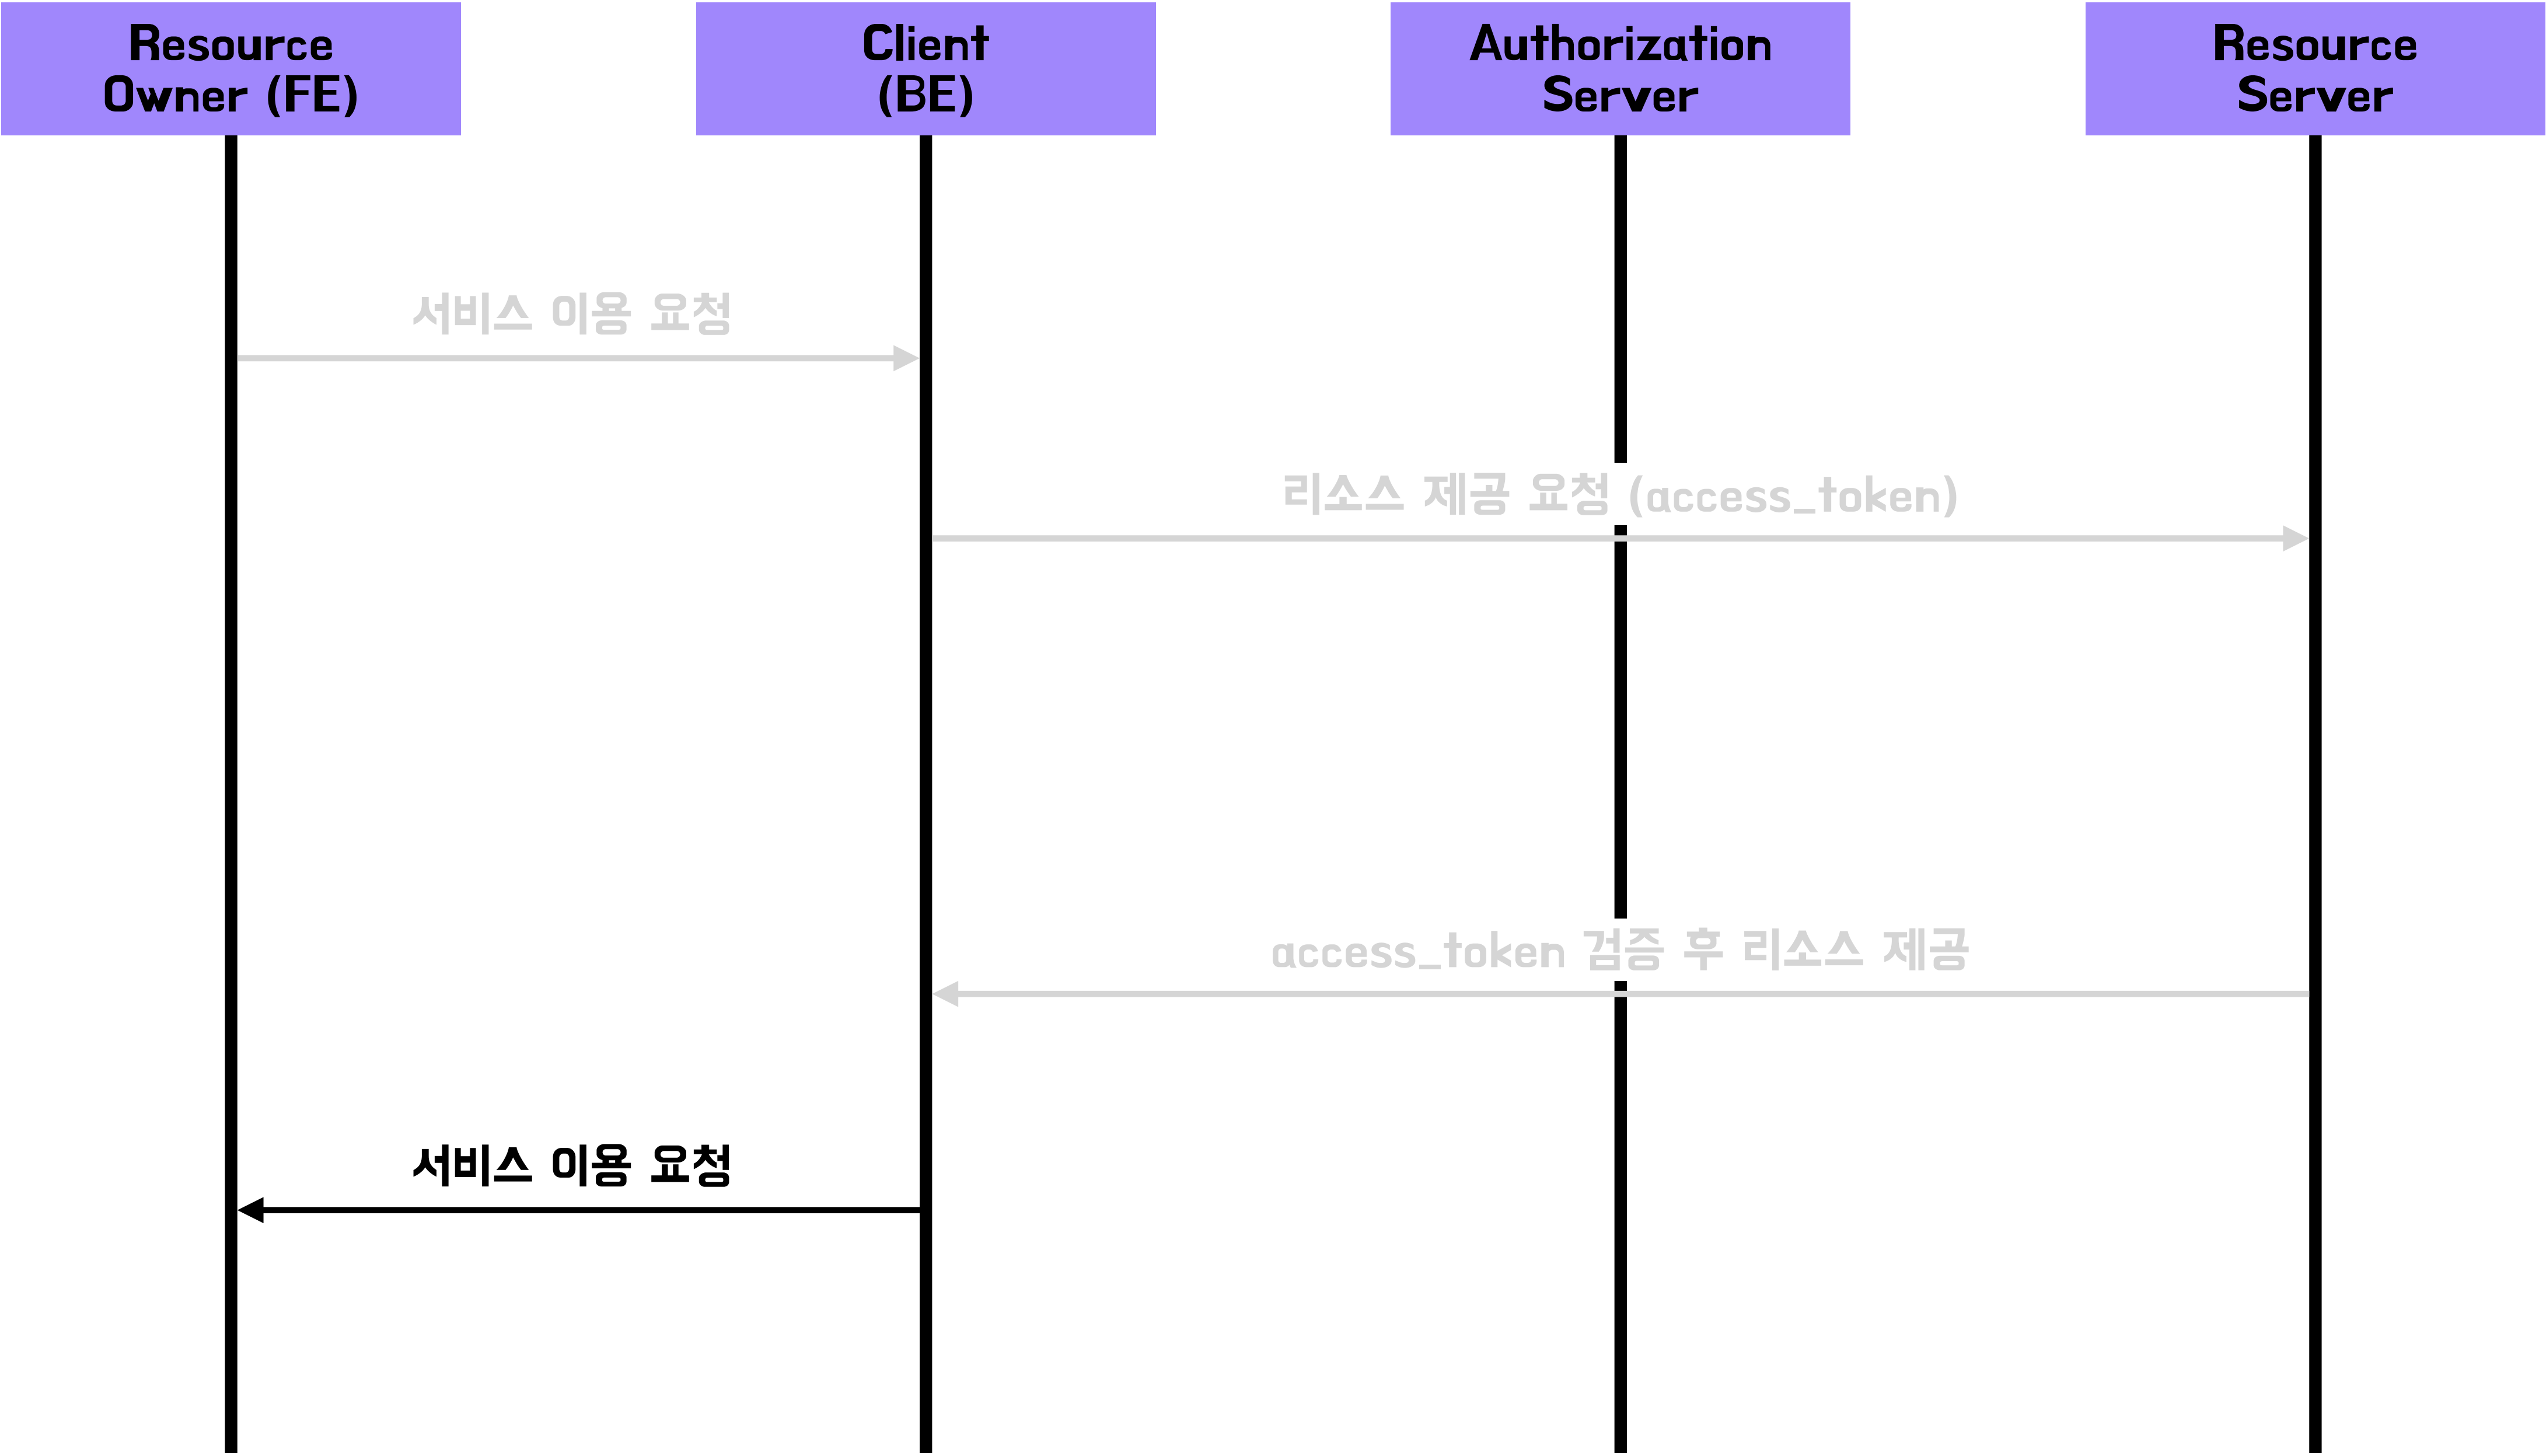 Resource
Owner (FE)
Client
(BE)
Authorization
Server
Resource
Server
서비스 이용 요청
리소스 제공 요청 (access_token)
access_token 검증 후 리소스 제공
서비스 이용 요청